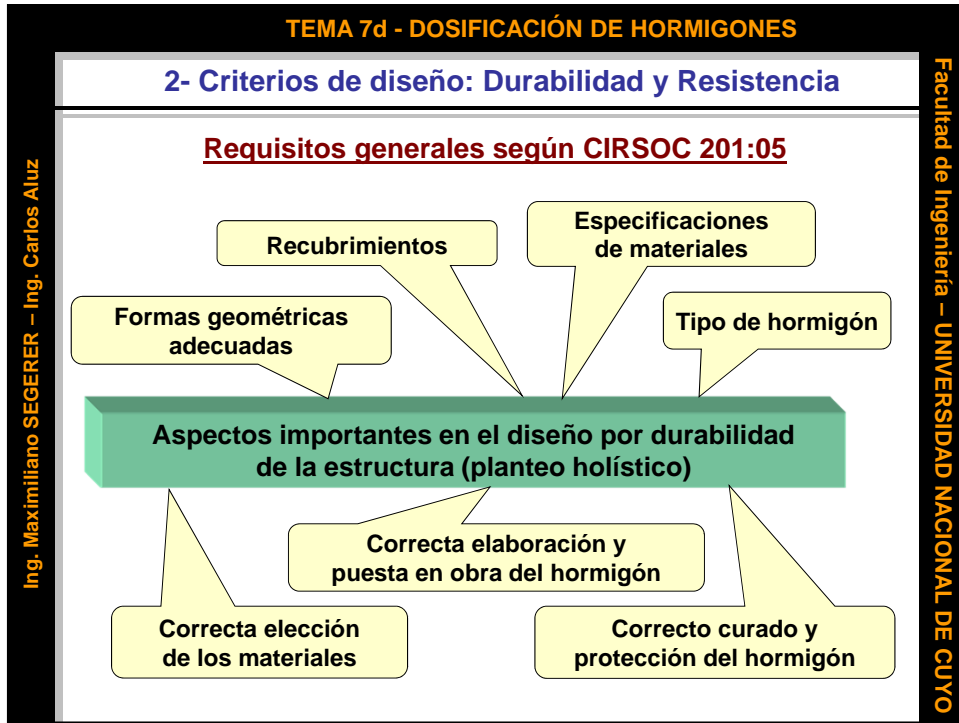 TEMA 7d - DOSIFICACIÓN DE HORMIGONES
2- Criterios de diseño: Durabilidad y Resistencia
Requisitos generales según CIRSOC 201:05
Recubrimientos
Especificaciones
de materiales
Formas geométricas
adecuadas
Tipo de hormigón
Aspectos importantes en el diseño por durabilidad
de la estructura (planteo holístico)
Correcta elaboración y
puesta en obra del hormigón
Correcta elección
de los materiales
Correcto curado y
protección del hormigón
Ing. Maximiliano SEGERER – Ing. Carlos Aluz
Facultad de Ingeniería – UNIVERSIDAD NACIONAL DE CUYO